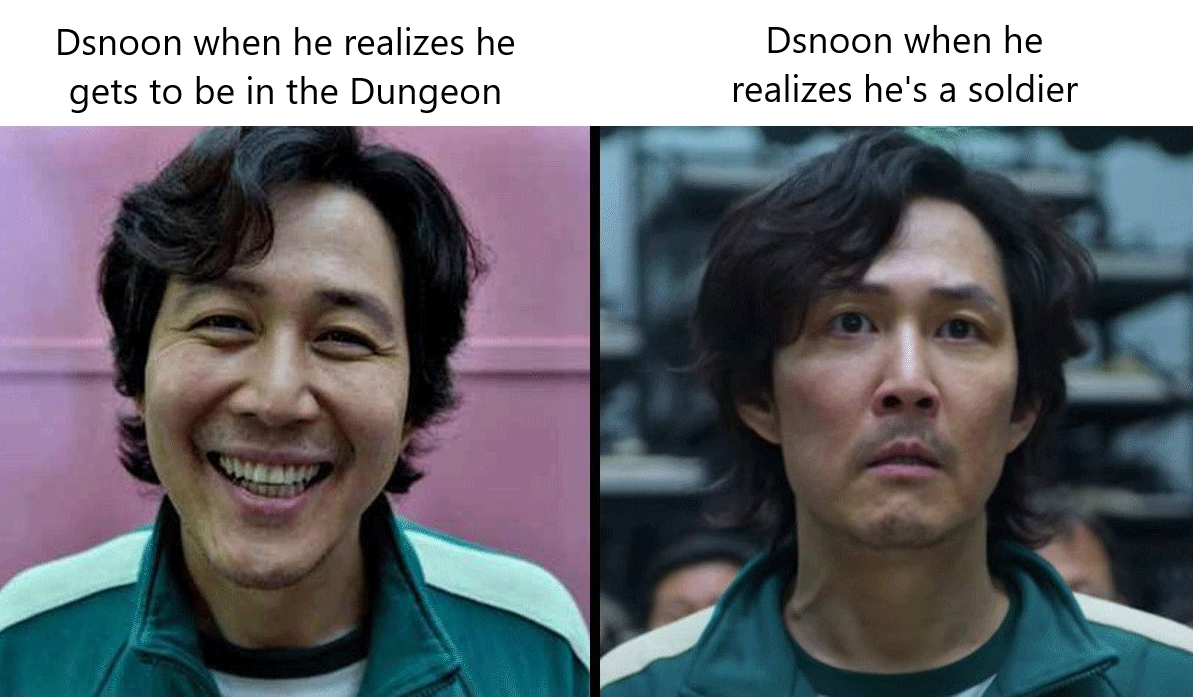 Dsnoon when he realizes he
gets to be in the Dungeon
Dsnoon when he
realizes he's a soldier